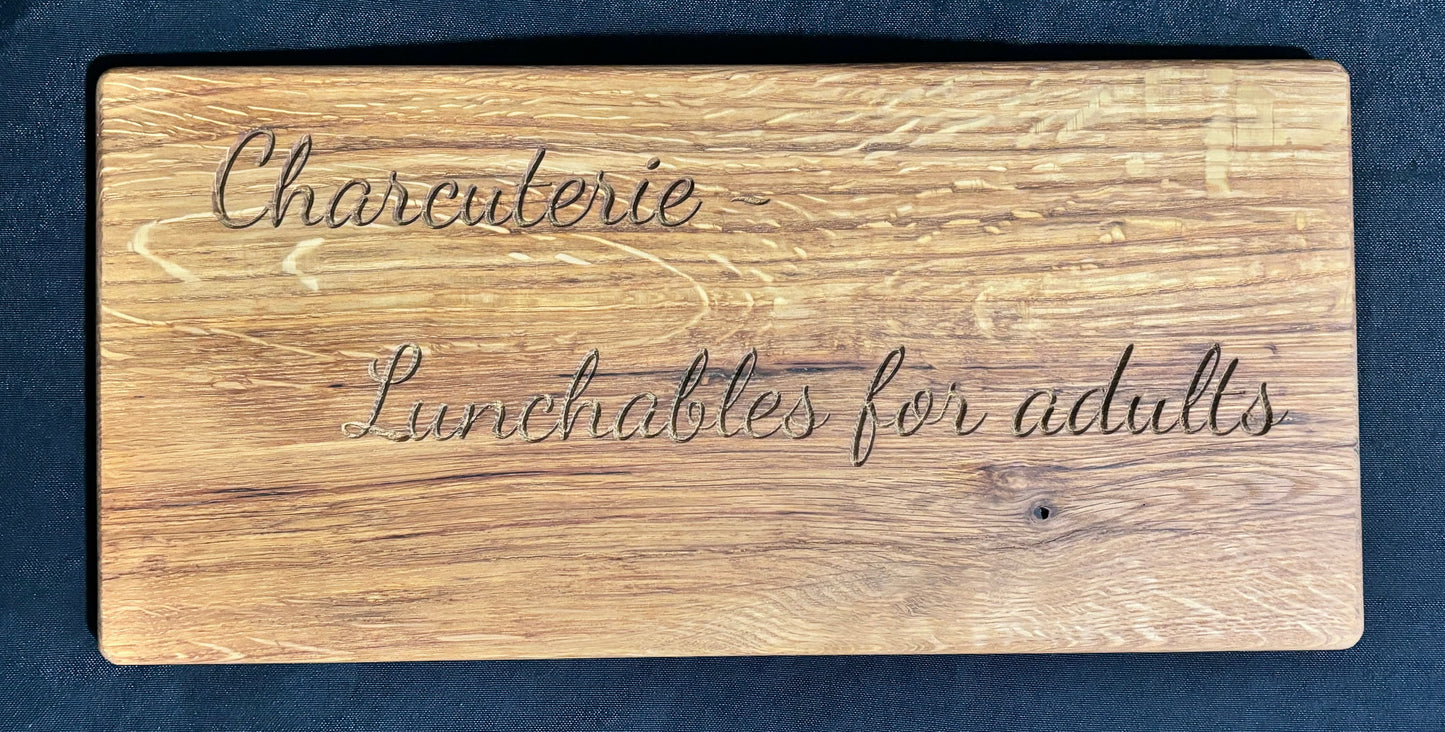 Charcuterie -
Lunchables for adults